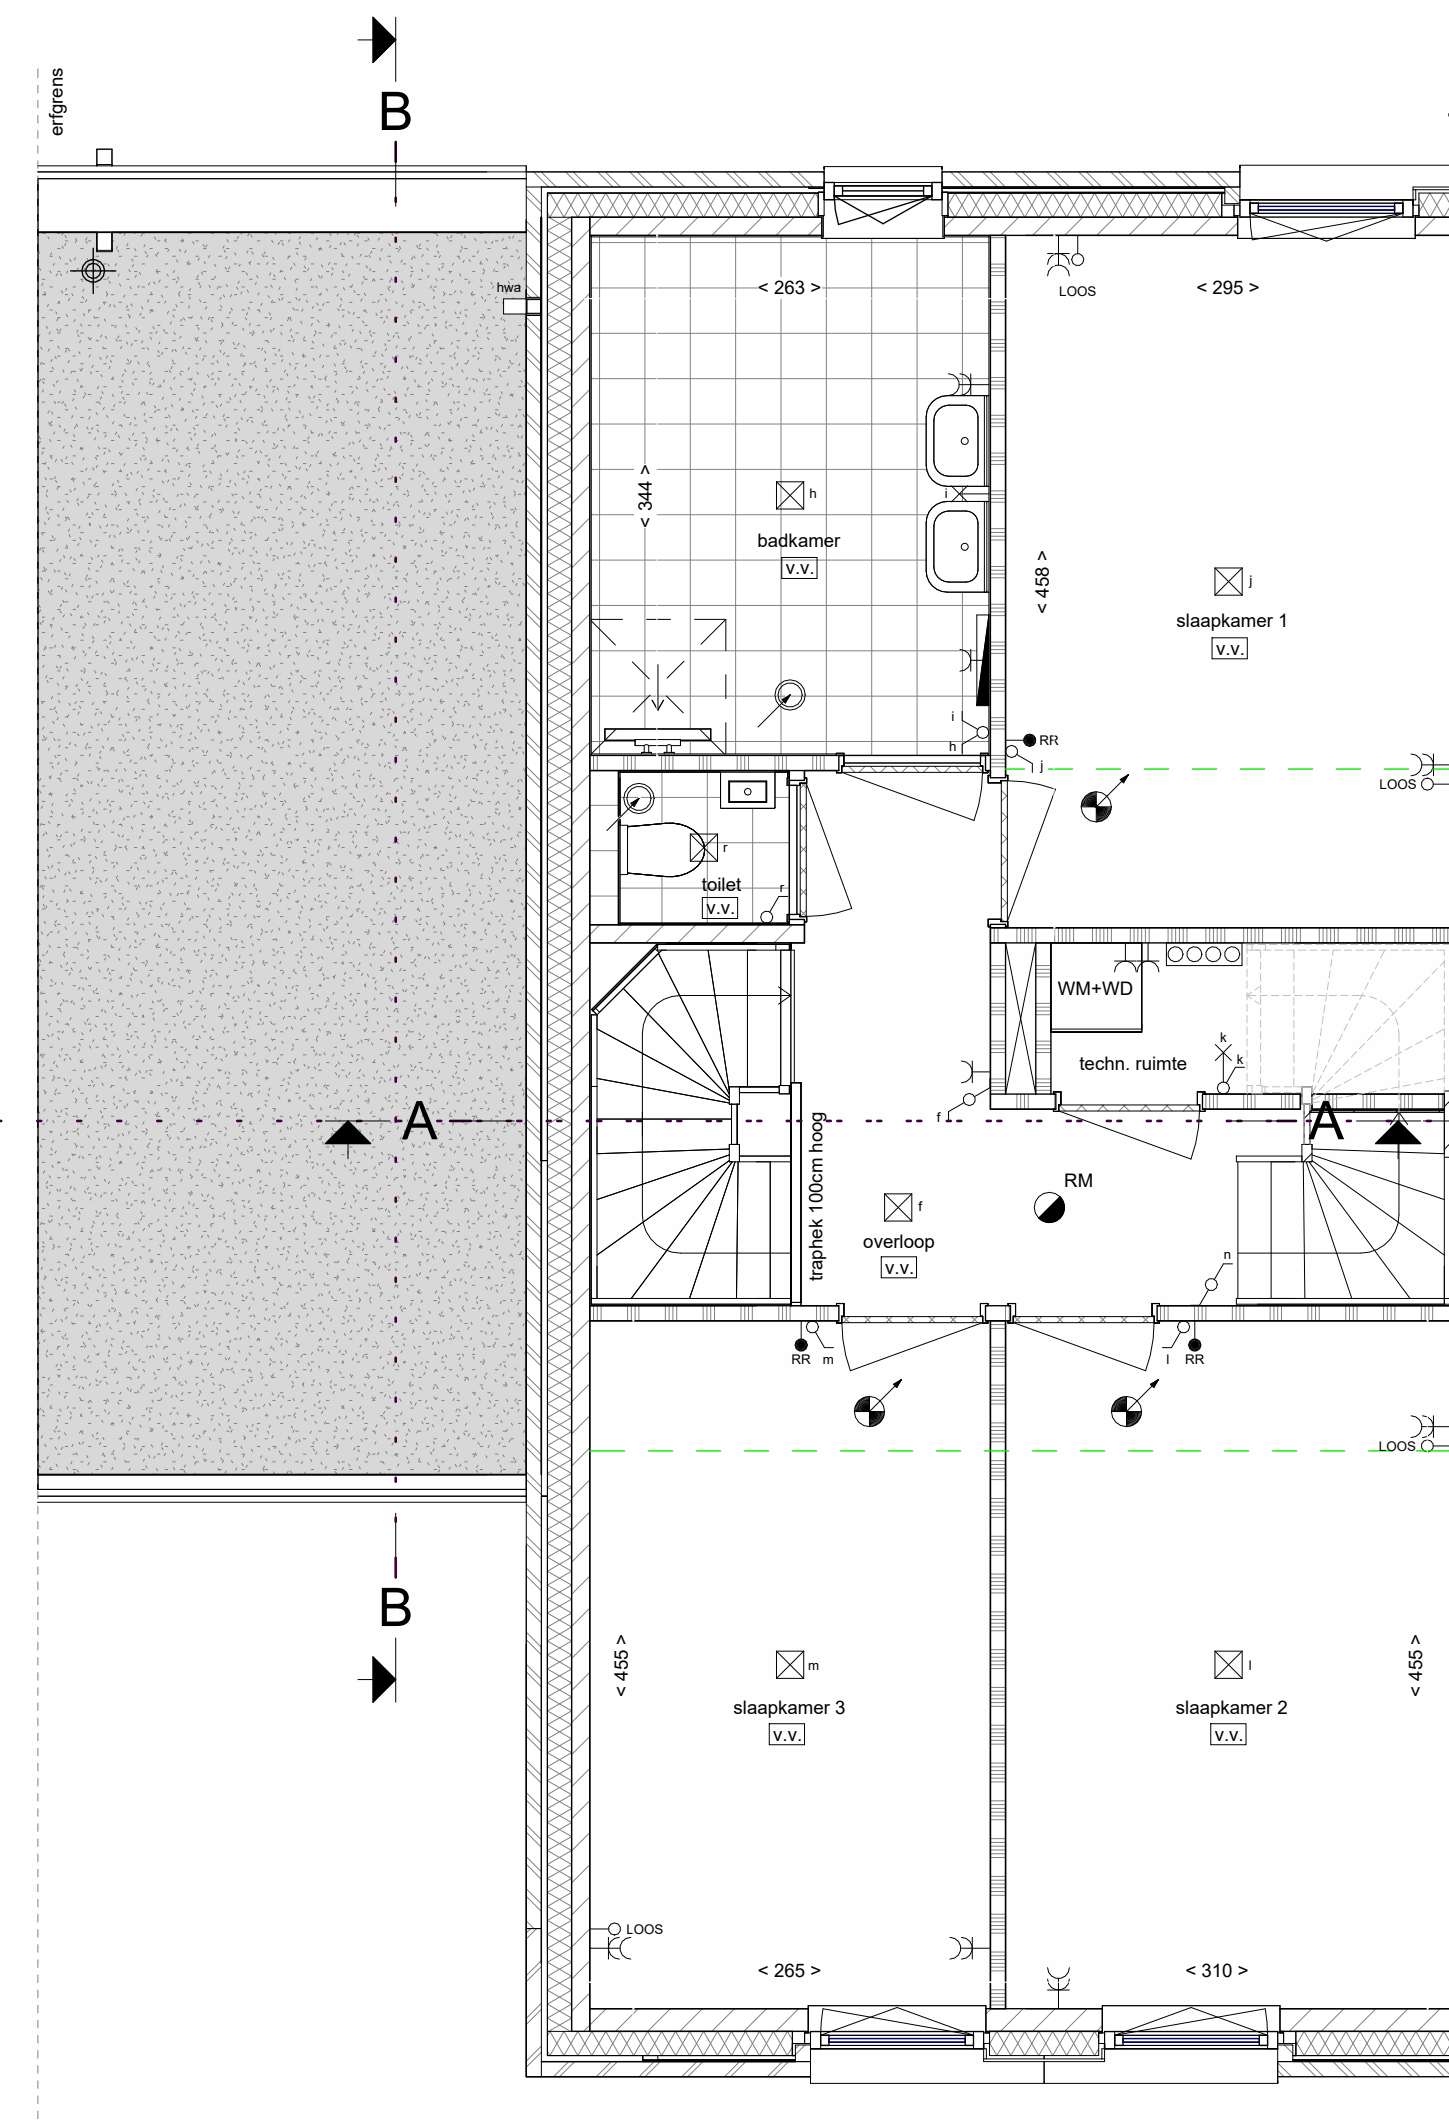 erfgrens
B
hwa
< 263 >
LOOS
< 295 >
< 344 >
h
i
badkamer
v.v.
< 458 >
j
slaapkamer 1
v.v.
i
h
RR
j
LOOS
r
toilet
v.v.
r
WM+WD
techn. ruimte
k
k
f
A
A
traphek 100cm hoog
RM
f
overloop
v.v.
n
RR
m
l
RR
LOOS
B
< 455 >
m
slaapkamer 3
v.v.
l
slaapkamer 2
v.v.
< 455 >
LOOS
< 265 >
< 310 >